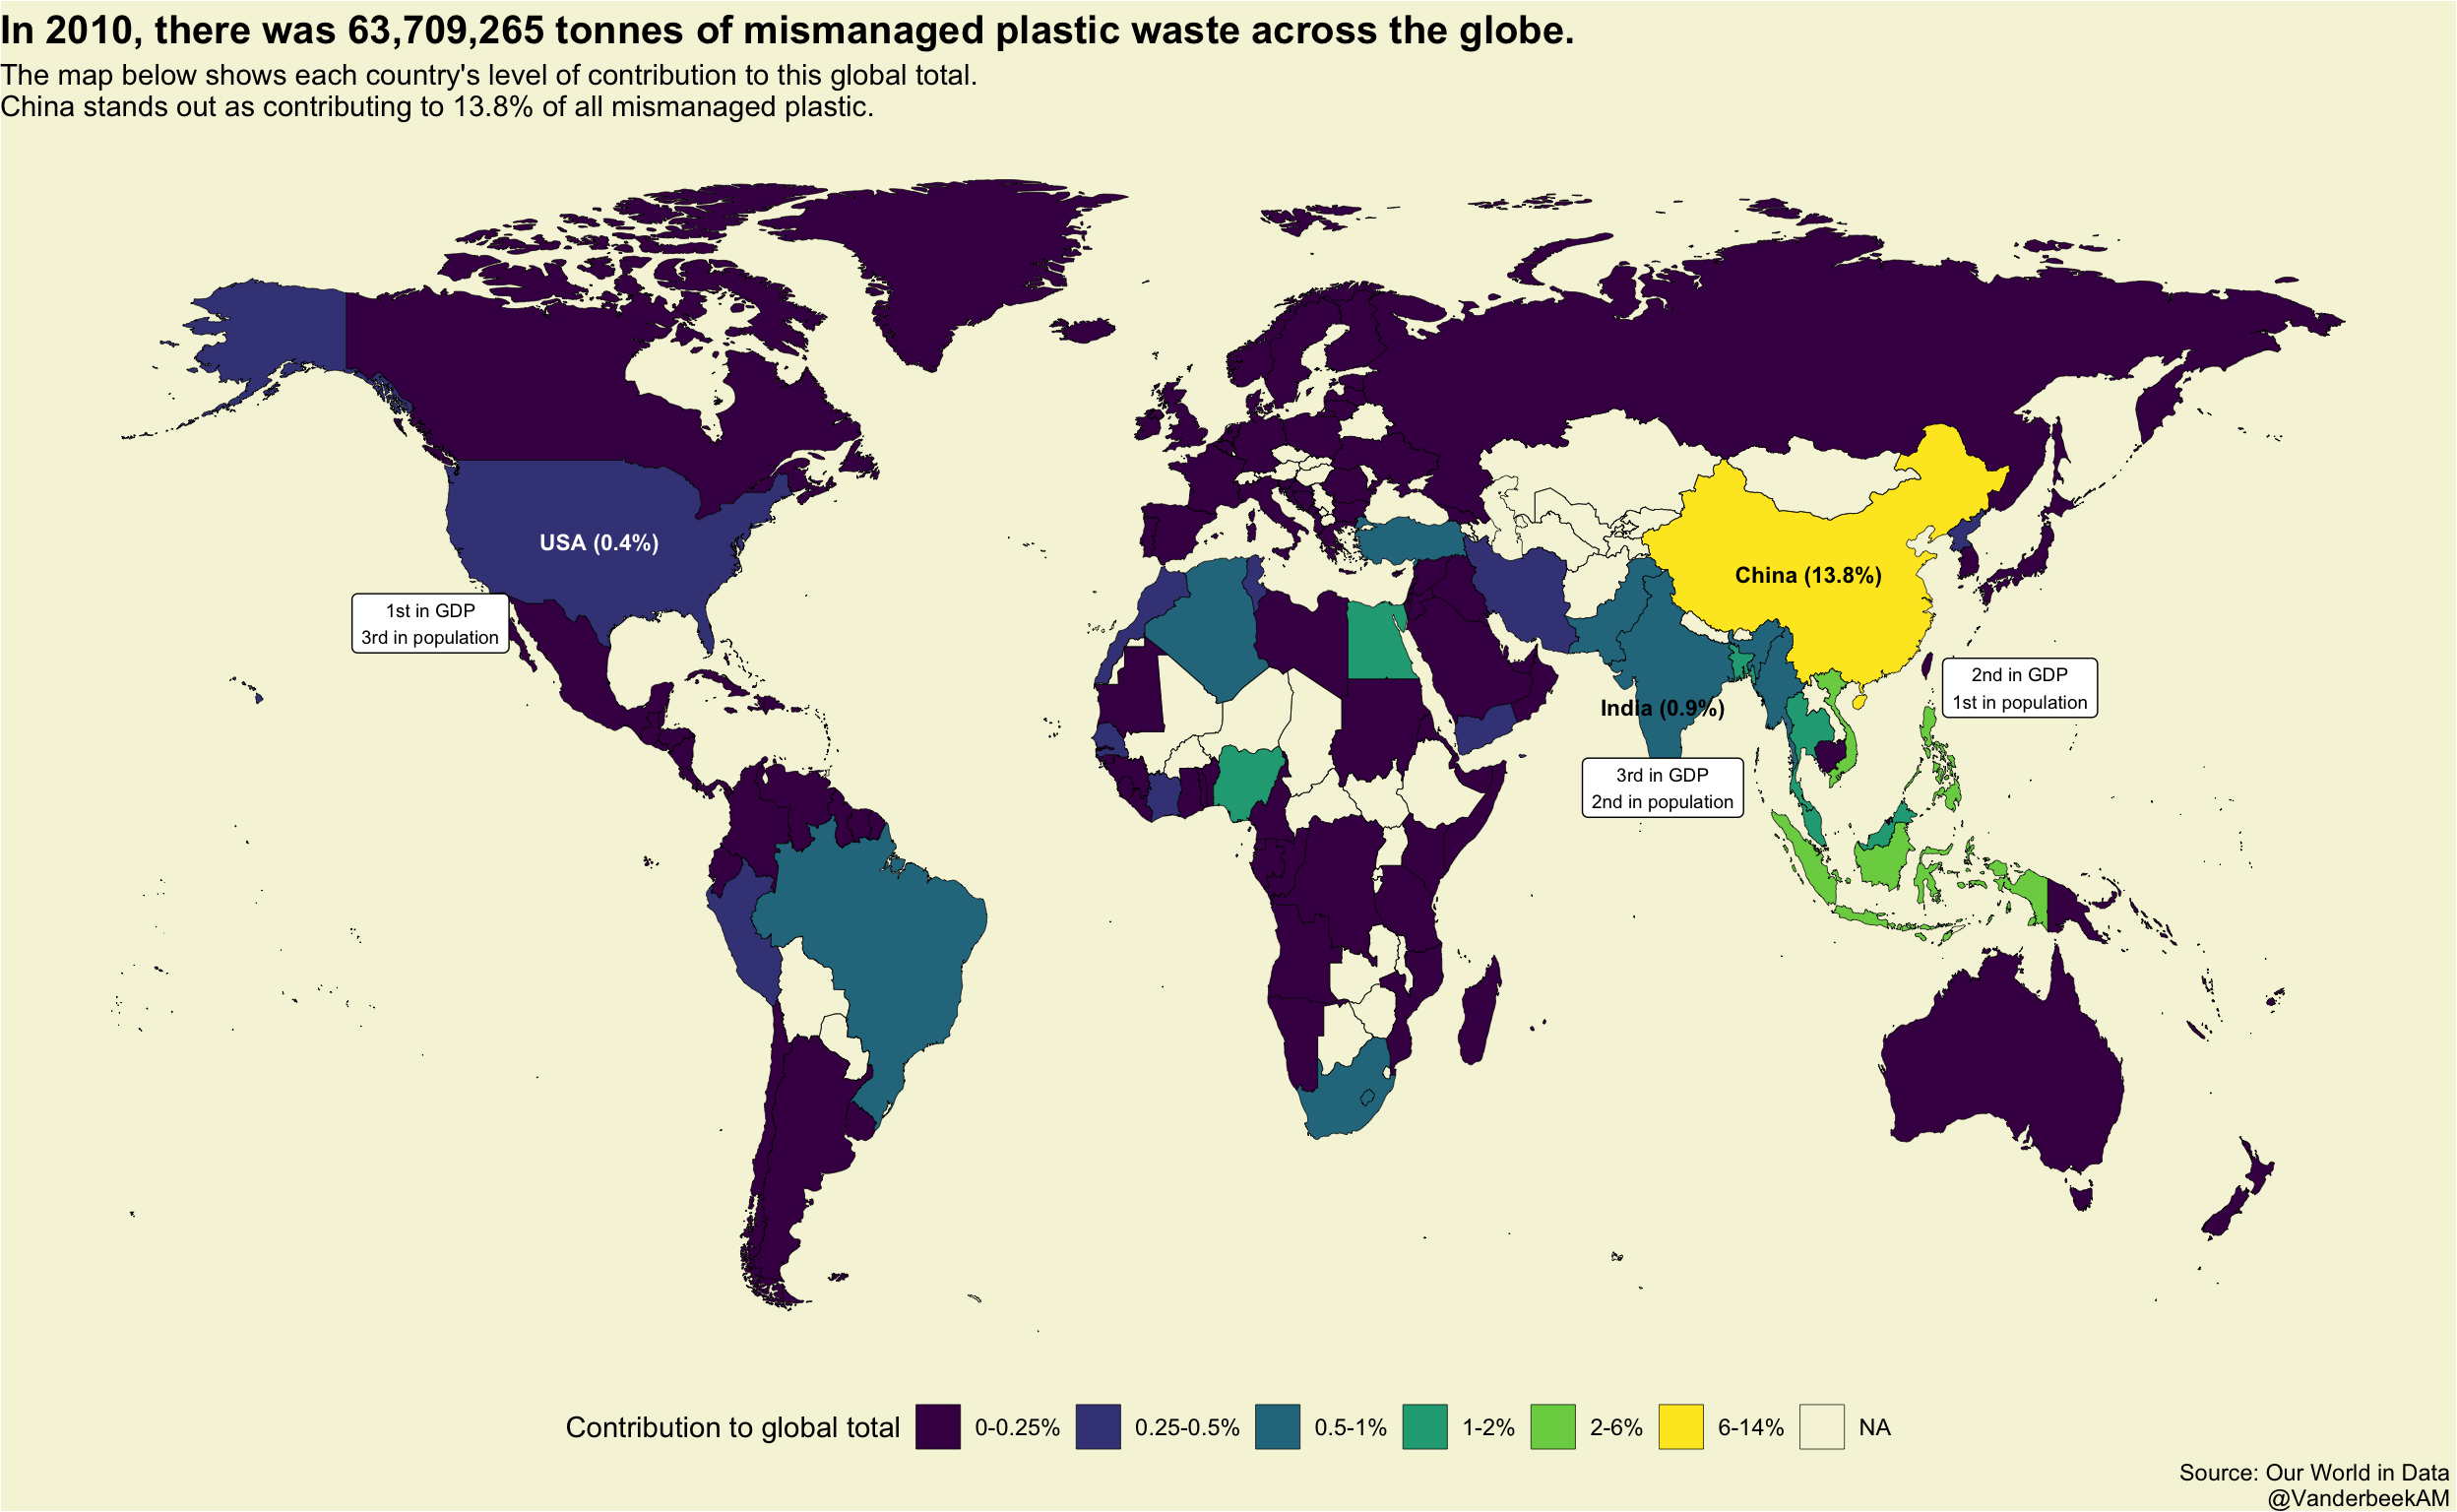 In 2010, there was 63,709,265 tonnes of mismanaged plastic waste across the globe.
The map below shows each country's level of contribution to this global total.
China stands out as contributing to 13.8% of all mismanaged plastic.
USA (0.4%)
1st in GDP
3rd in population
China (13.8%)
2nd in GDP
1st in population
India (0.9%)
3rd in GDP
2nd in population
Contribution to global total
0-0.25%
0.25-0.5%
0.5-1%
1-2%
2-6%
6-14%
NA
Source: Our World in Data
@VanderbeekAM